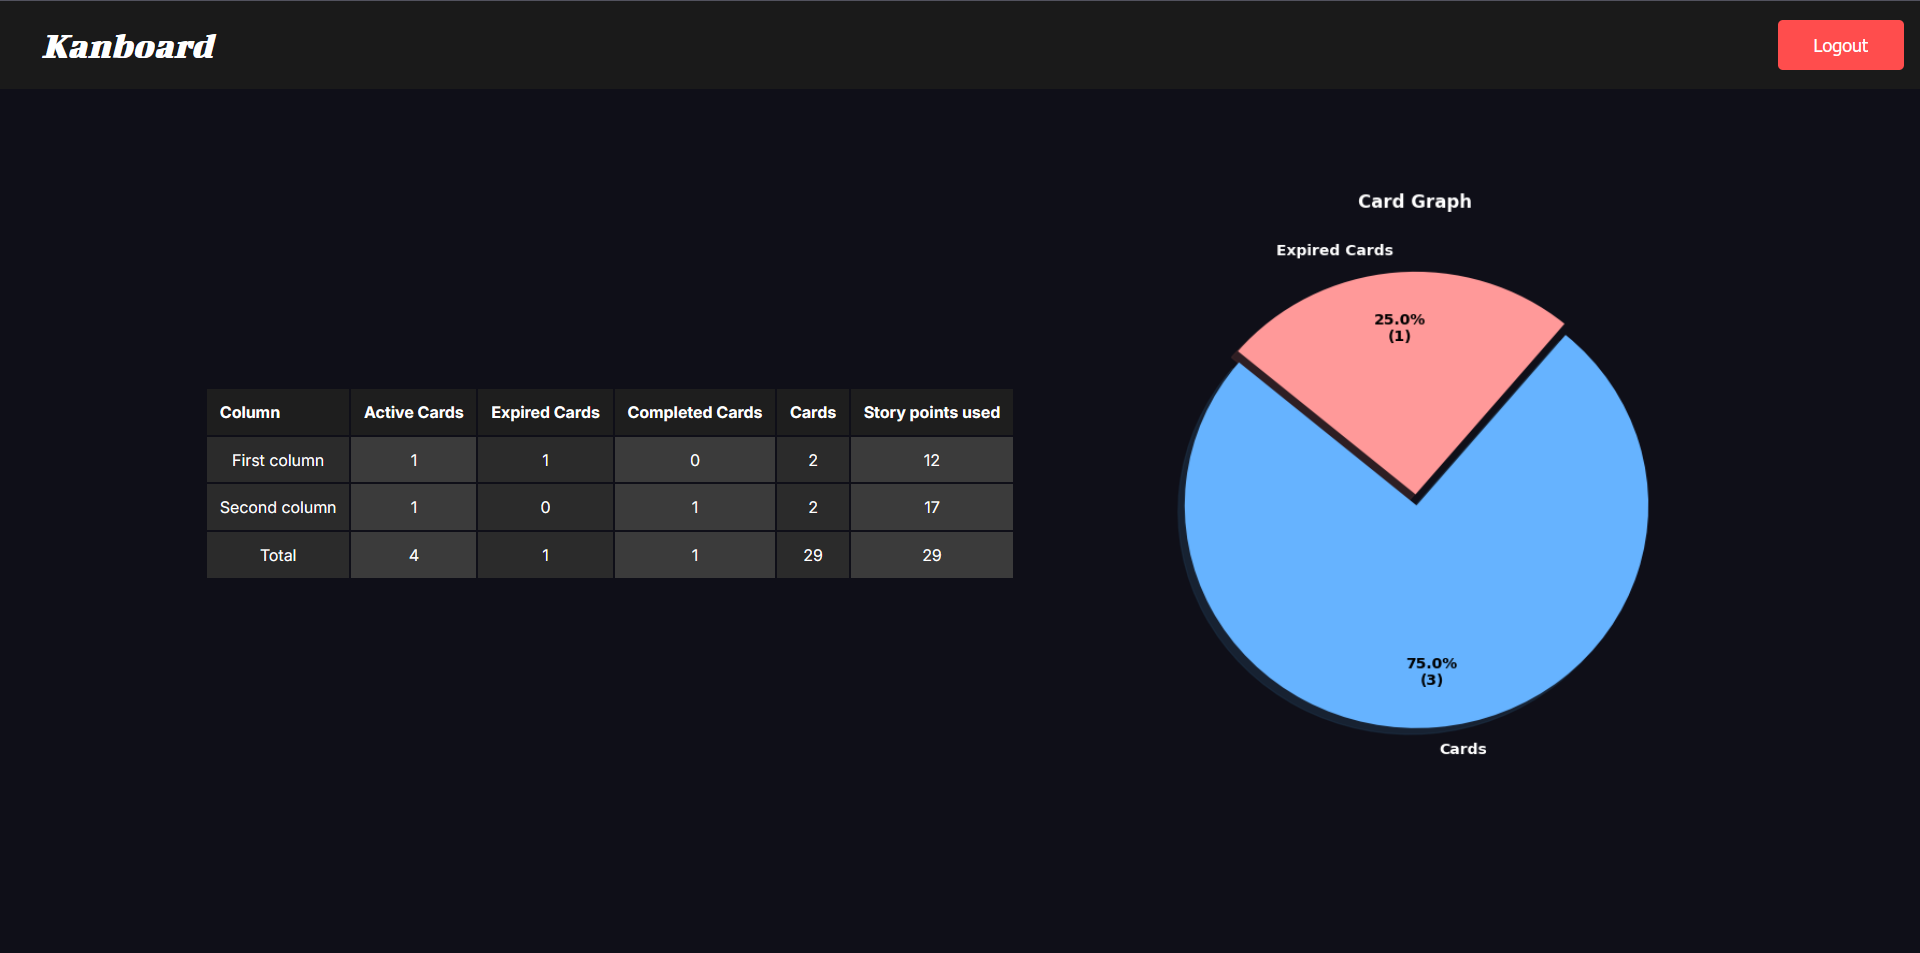 Kanboard
Logout
Column Active Cards Expired Cards Completed Cards Cards Story points used
First column 1 1 0 2 12
Second column 1 0 1 2 17
Total 4 1 1 29 29
Card Graph
Expired Cards
25.0%
(1)
75.0%
(3)
Cards